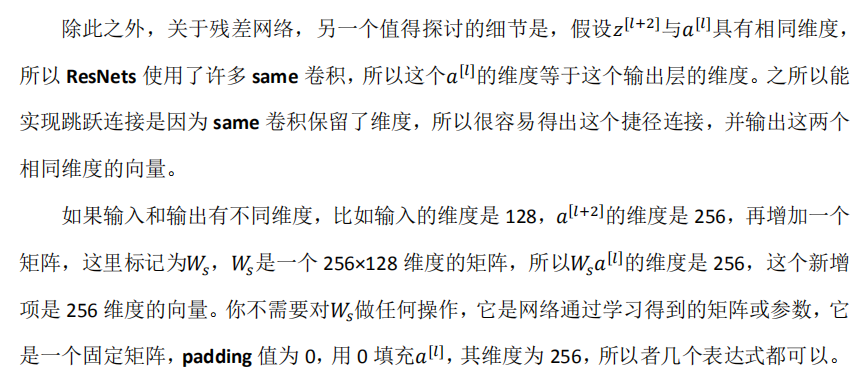 除此之外，关于残差网络，另一个值得探讨的细节是，假设z^[l+2]与a^[l]具有相同维度，
所以 ResNets 使用了许多 same 卷积，所以这个a^[l]的维度等于这个输出层的维度。之所以能
实现跳跃连接是因为 same 卷积保留了维度，所以很容易得出这个捷径连接，并输出这两个
相同维度的向量。
如果输入和输出有不同维度，比如输入的维度是 128，a^[l+2]的维度是 256，再增加一个
矩阵，这里标记为W_s，W_s是一个 256×128 维度的矩阵，所以W_s a^[l]的维度是 256，这个新增
项是 256 维度的向量。你不需要对W_s做任何操作，它是网络通过学习得到的矩阵或参数，它
是一个固定矩阵，padding 值为 0，用 0 填充a^[l]，其维度为 256，所以者几个表达式都可以。